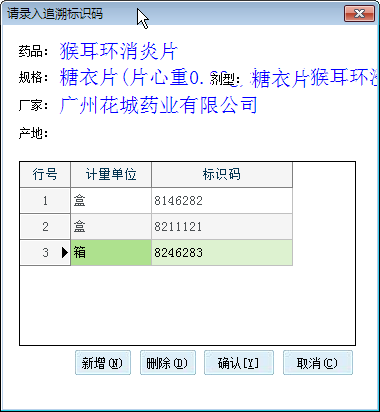 请录入追溯标识码
药品: 猴耳环消炎片
规格: 糖衣片(片心重0. 剂型: 糖衣片猴耳环消
厂家: 广州花城药业有限公司
产地:
行号 计量单位 标识码
1 盒 8146282
2 盒 8211121
3 箱 8246283
新增(N) 删除(D) 确认[Y] 取消(C)